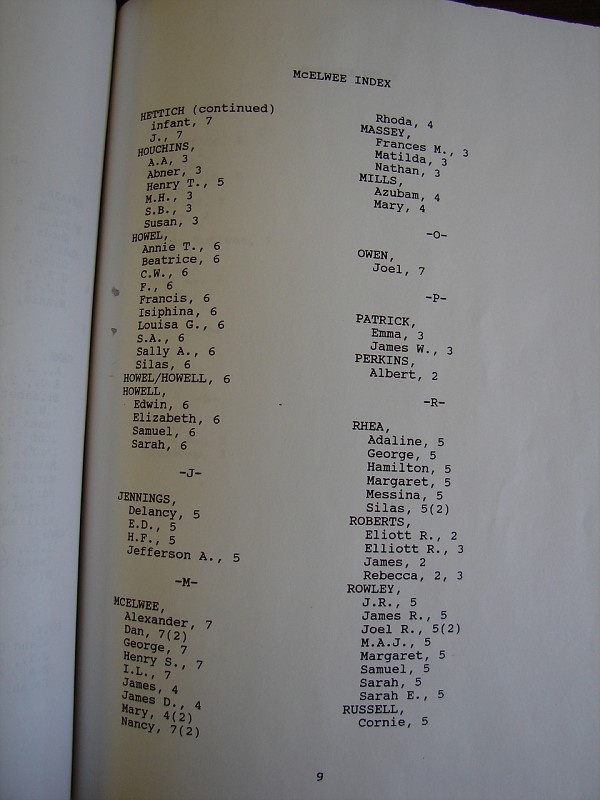 McELWEE INDEX
HETTICH (continued)
infant, 7
J., 7
HOUCHINS,
A.A, 3
Abner, 3
Henry T., 5
M.H., 3
S.B., 3
Susan, 3
HOWEL,
Annie T., 6
Beatrice, 6
C.W., 6
F., 6
Francis, 6
Isiphina, 6
Louisa G., 6
S.A., 6
Sally A., 6
Silas, 6
HOWEL/HOWELL, 6
HOWELL,
Edwin, 6
Elizabeth, 6
Samuel, 6
Sarah, 6
-J-
JENNINGS,
Delancy, 5
E.D., 5
H.F., 5
Jefferson A., 5
-M-
MCELWEE,
Alexander, 7
Dan, 7(2)
George, 7
Henry S., 7
I.L., 7
James, 4
James D., 4
Mary, 4(2)
Nancy, 7(2)
Rhoda, 4
MASSEY,
Frances M., 3
Matilda, 3
Nathan, 3
MILLS,
Azubam, 4
Mary, 4
-O-
OWEN,
Joel, 7
-P-
PATRICK,
Emma, 3
James W., 3
PERKINS,
Albert, 2
-R-
RHEA,
Adaline, 5
George, 5
Hamilton, 5
Margaret, 5
Messina, 5
Silas, 5(2)
ROBERTS,
Eliott R., 2
Elliott R., 3
James, 2
Rebecca, 2, 3
ROWLEY,
J.R., 5
James R., 5
Joel R., 5(2)
M.A.J., 5
Margaret, 5
Samuel, 5
Sarah, 5
Sarah E., 5
RUSSELL,
Cornie, 5
9